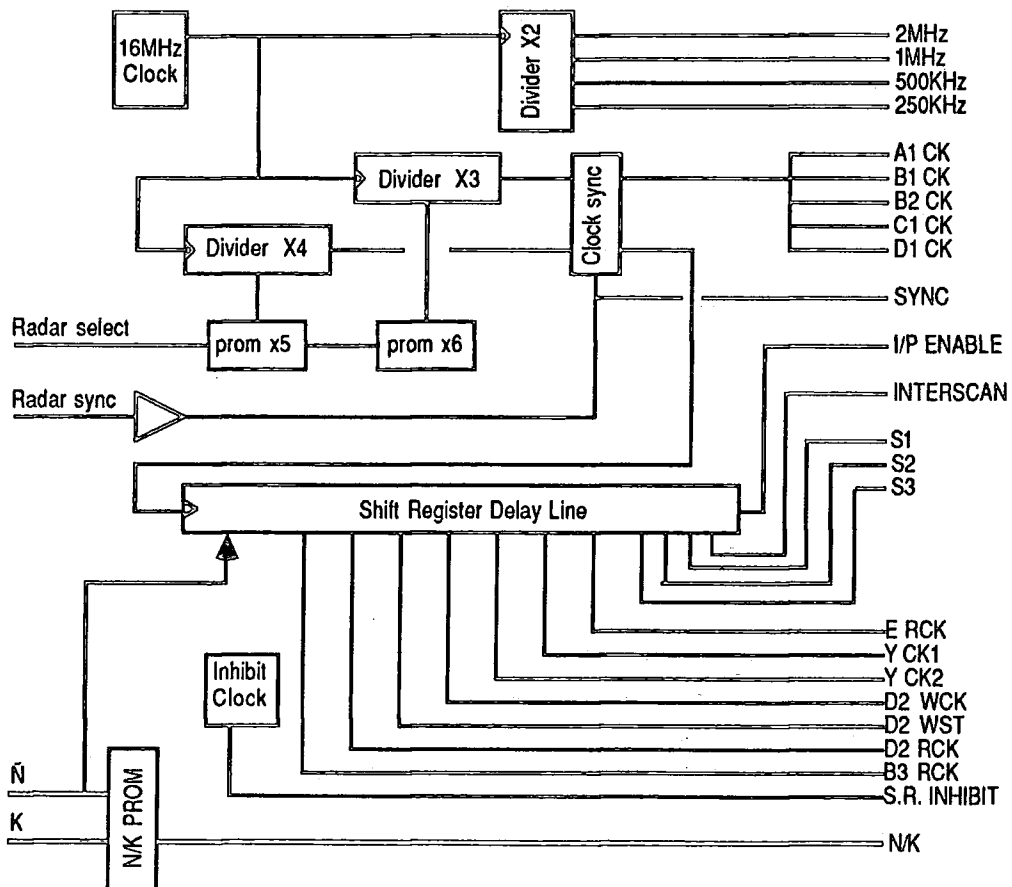 16MHz
Clock
Divider X2
2MHz
1MHz
500KHz
250KHz
A1 CK
B1 CK
B2 CK
C1 CK
D1 CK
Divider X3
Clock sync
Divider X4
SYNC
Radar select
prom x5
prom x6
I/P ENABLE
Radar sync
INTERSCAN
S1
S2
S3
Shift Register Delay Line
E RCK
Y CK1
Y CK2
Inhibit
Clock
D2 WCK
D2 WST
D2 RCK
B3 RCK
S.R. INHIBIT
Ñ
K
N/K PROM
N/K